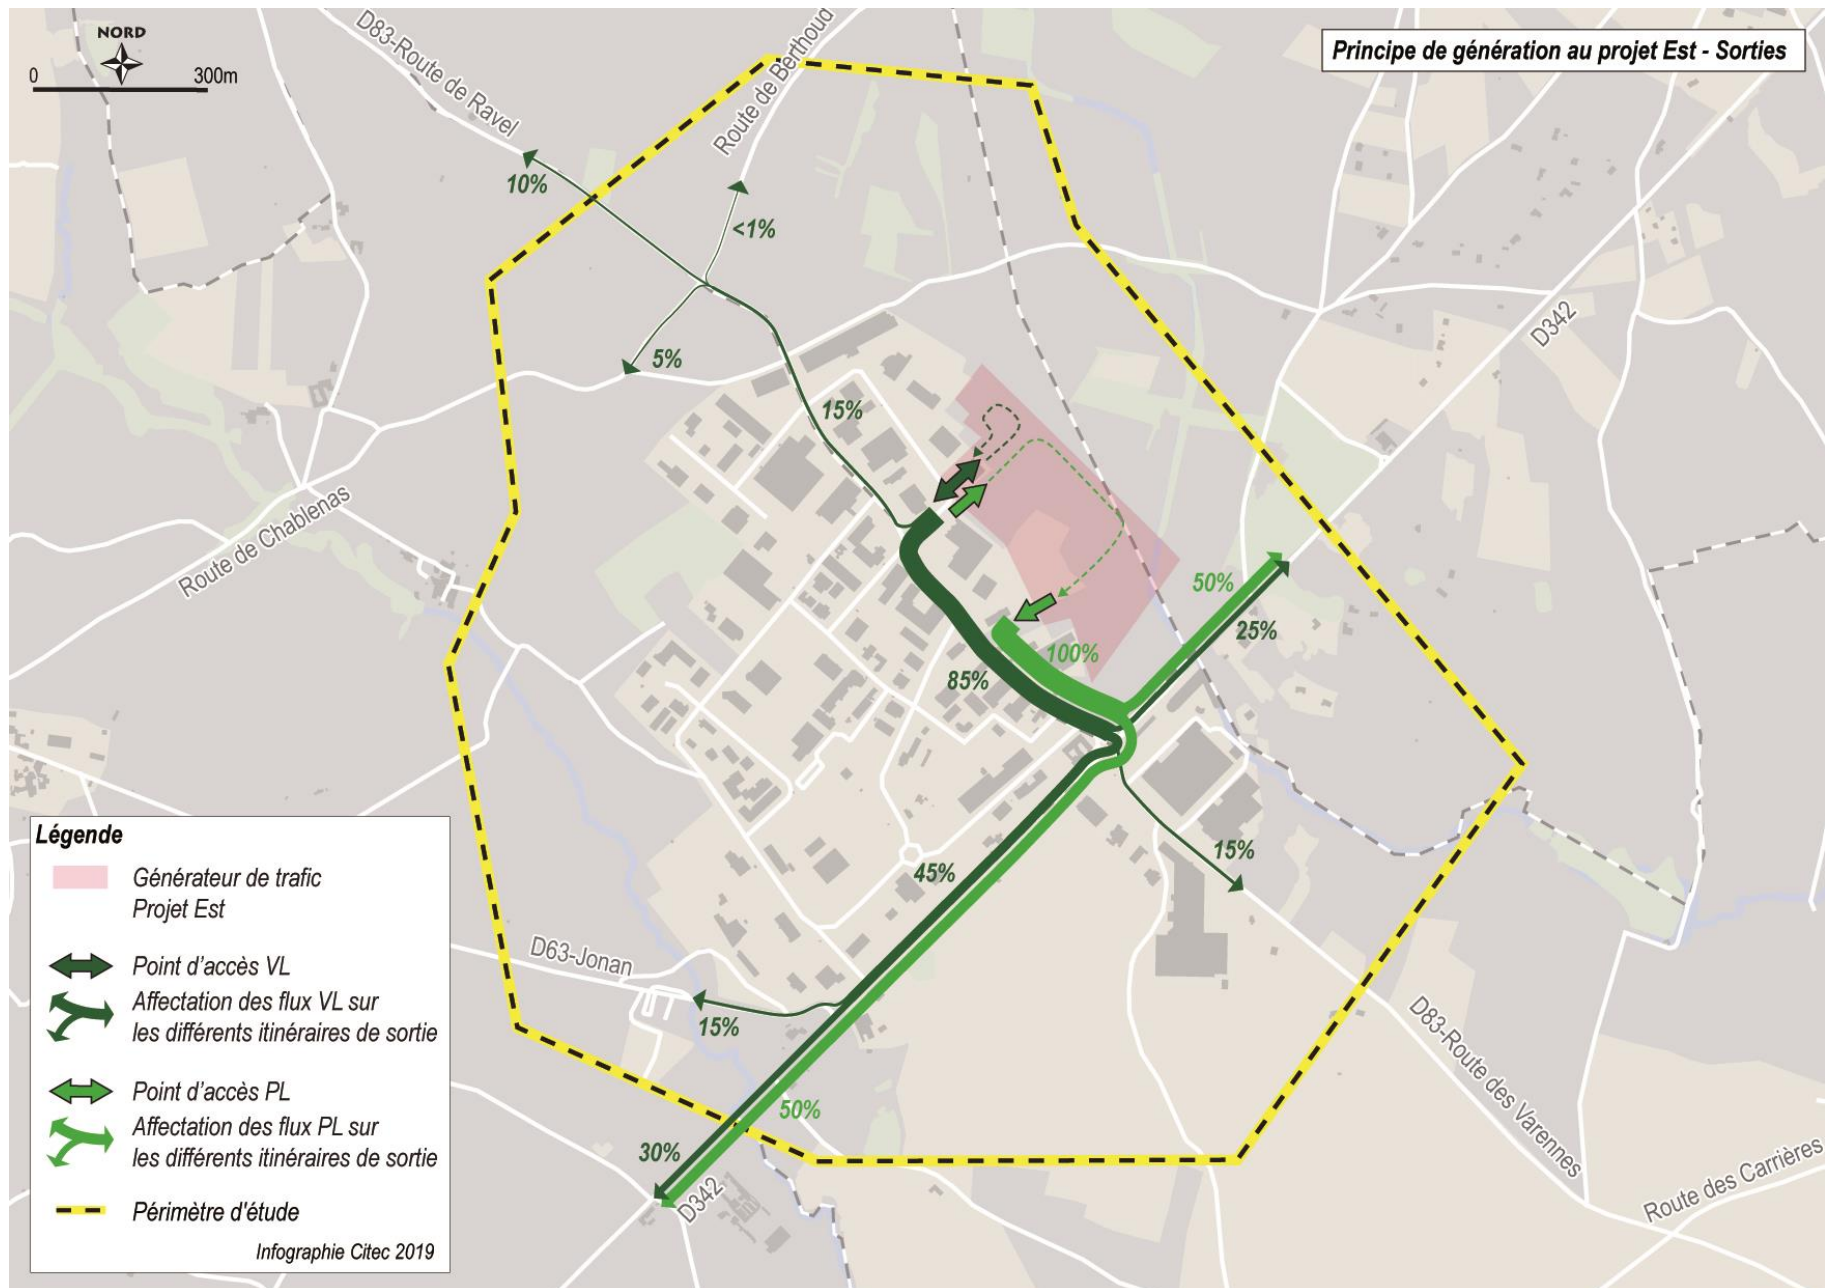 NORD
0 300m
Principe de génération au projet Est - Sorties
D83-Route de Ravel
Route de Berthoud
10%
<1%
5%
15%
D342
Route de Chablenas
50%
25%
100%
85%
45%
15%
D63-Jonan
15%
50%
30%
D342
D83-Route des Varennes
Route des Carrières
Légende
Générateur de trafic
Projet Est
Point d'accès VL
Affectation des flux VL sur
les différents itinéraires de sortie
Point d'accès PL
Affectation des flux PL sur
les différents itinéraires de sortie
Périmètre d'étude
Infographie Citec 2019